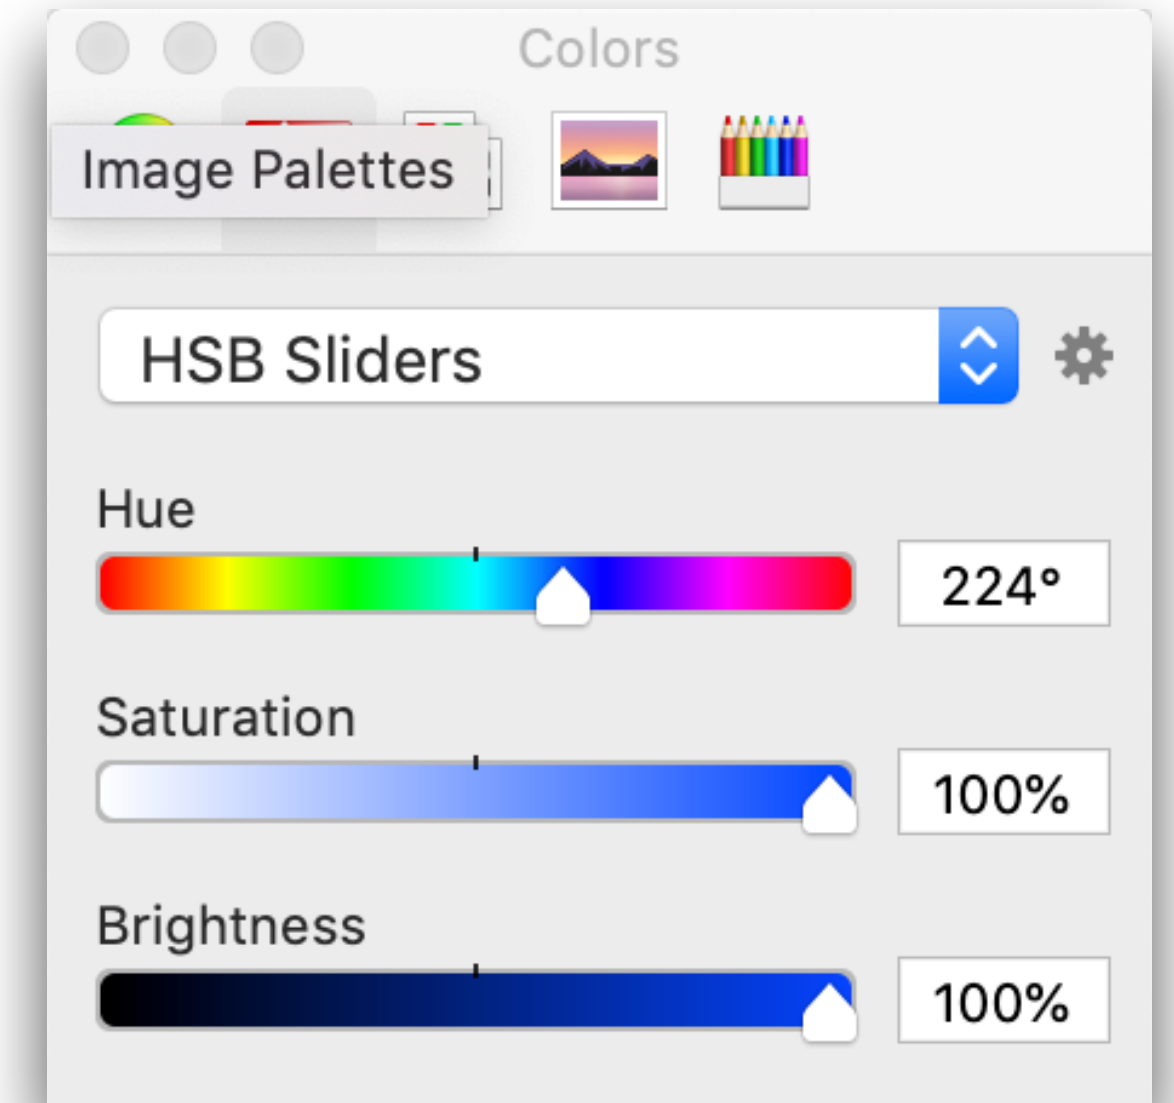 Colors
Image Palettes
HSB Sliders
Hue
224°
Saturation
100%
Brightness
100%